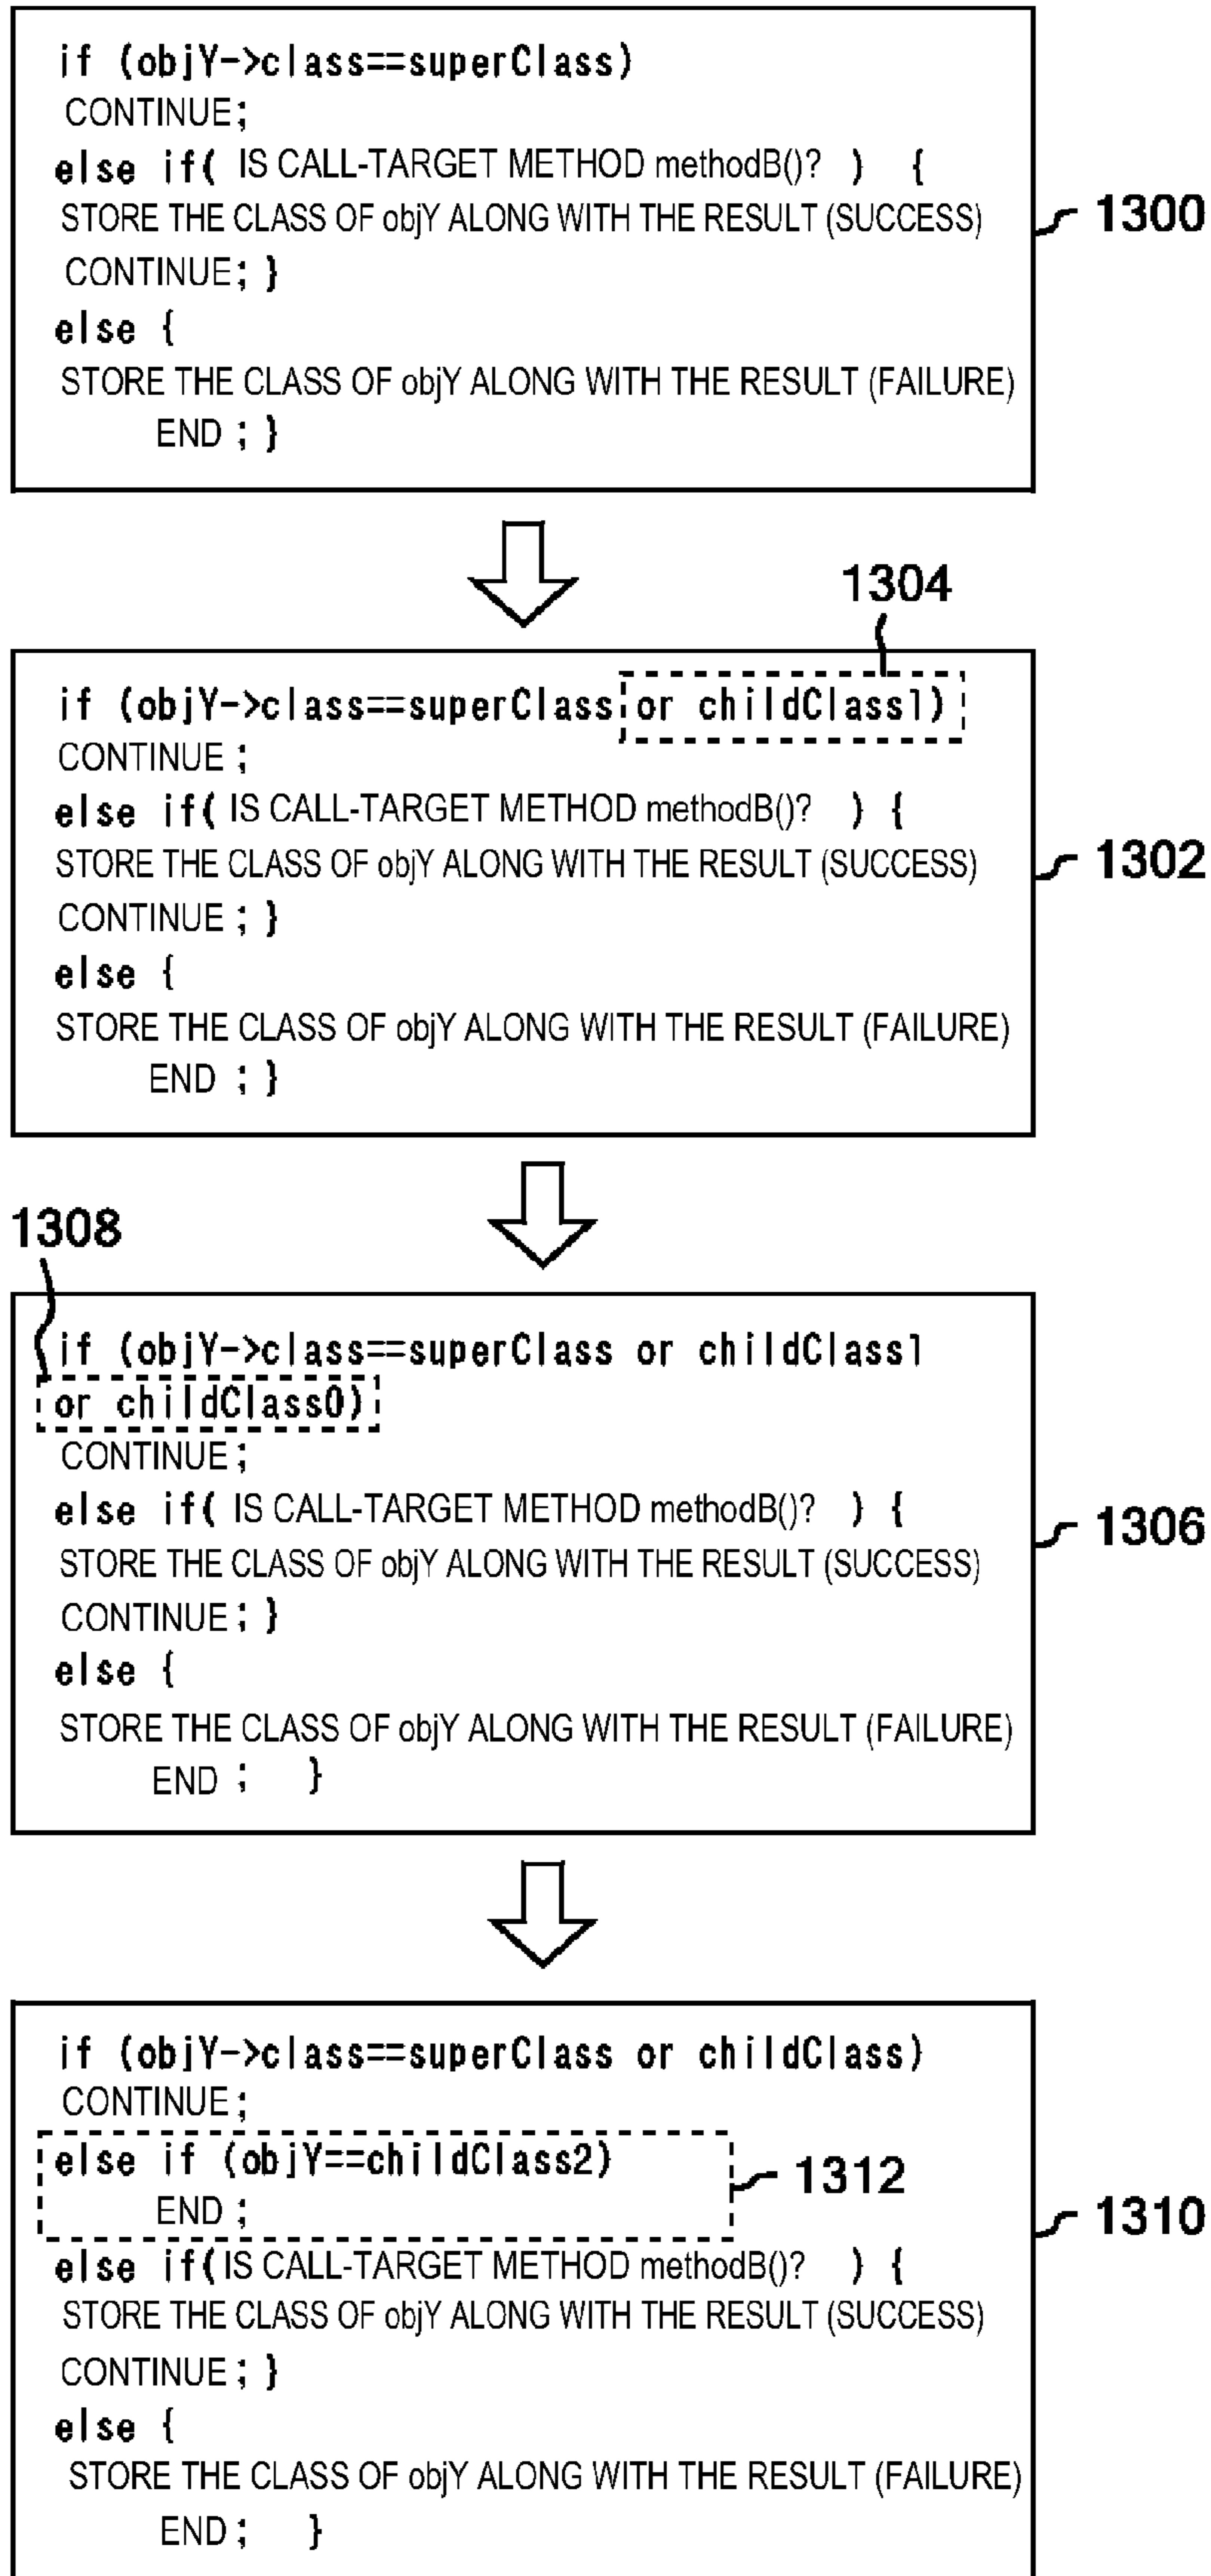 if (objY->class==superClass)
CONTINUE;
else if( IS CALL-TARGET METHOD methodB()? ) {
STORE THE CLASS OF objY ALONG WITH THE RESULT (SUCCESS)
CONTINUE; }
else {
STORE THE CLASS OF objY ALONG WITH THE RESULT (FAILURE)
END ; }
1300
1304
if (objY->class==superClass or childClass1)
CONTINUE ;
else if( IS CALL-TARGET METHOD methodB()? ) {
STORE THE CLASS OF objY ALONG WITH THE RESULT (SUCCESS)
CONTINUE ; }
else {
STORE THE CLASS OF objY ALONG WITH THE RESULT (FAILURE)
END ; }
1302
1308
if (objY->class==superClass or childClass1
or childClass0)
CONTINUE ;
else if( IS CALL-TARGET METHOD methodB()? ) {
STORE THE CLASS OF objY ALONG WITH THE RESULT (SUCCESS)
CONTINUE ; }
else {
STORE THE CLASS OF objY ALONG WITH THE RESULT (FAILURE)
END ; }
1306
if (objY->class==superClass or childClass)
CONTINUE ;
else if (objY==childClass2)
END ;
1312
else if(IS CALL-TARGET METHOD methodB()? ) {
STORE THE CLASS OF objY ALONG WITH THE RESULT (SUCCESS)
CONTINUE ; }
else {
STORE THE CLASS OF objY ALONG WITH THE RESULT (FAILURE)
END ; }
1310